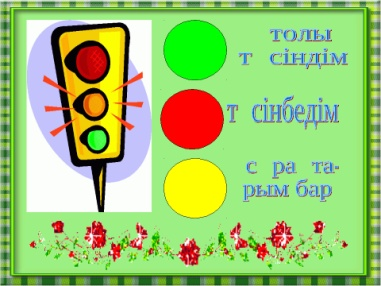 толы
т сіндім
т сінбедім
с ра та-
рым бар